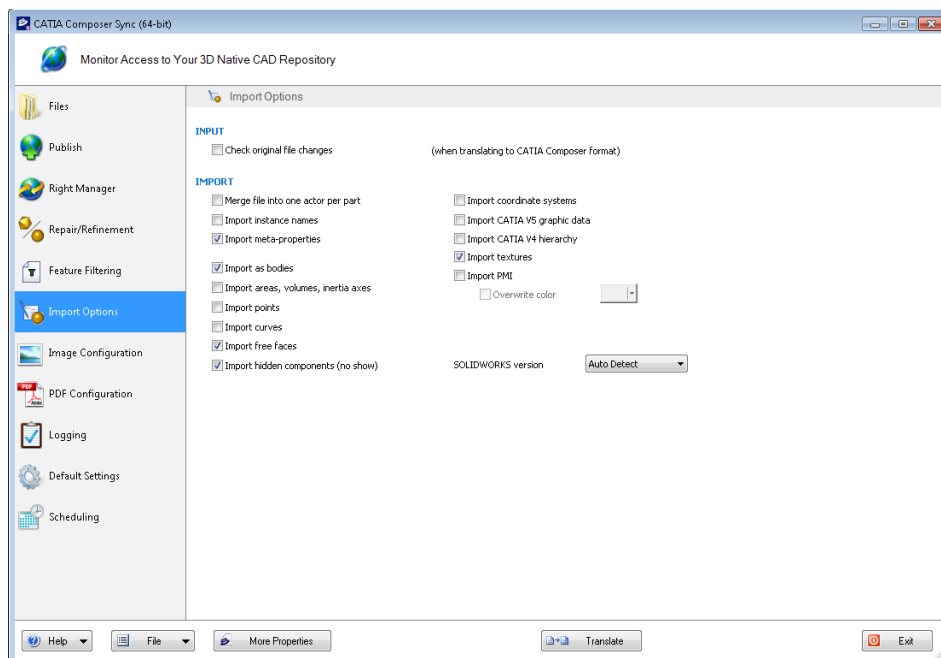 CATIA Composer Sync (64-bit)
Monitor Access to Your 3D Native CAD Repository
Files
Publish
Right Manager
Repair/Refinement
Feature Filtering
Import Options
Image Configuration
PDF
PDF Configuration
Logging
Default Settings
Scheduling
Import Options
INPUT
Check original file changes (when translating to CATIA Composer format)
IMPORT
Merge file into one actor per part
Import instance names
Import meta-properties
Import as bodies
Import areas, volumes, inertia axes
Import points
Import curves
Import free faces
Import hidden components (no show)
Import coordinate systems
Import CATIA V5 graphic data
Import CATIA V4 hierarchy
Import textures
Import PMI
Overwrite color
SOLIDWORKS version Auto Detect
Help File More Properties Translate Exit